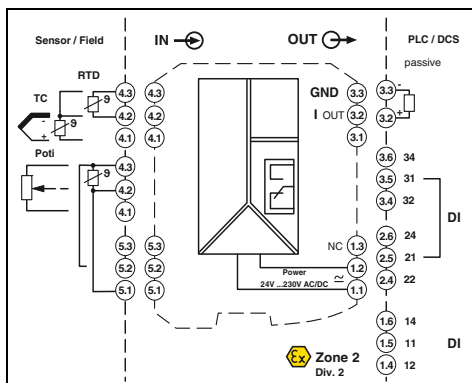 Sensor / Field
IN
OUT
PLC / DCS
passive
RTD
TC
ϑ
ϑ
-
+
4.3
4.2
4.1
4.3
4.2
4.1
GND
3.3
I OUT
3.2
3.1
3.3
-
3.2
+
Poti
ϑ
4.3
4.2
4.1
3.6 34
3.5 31
3.4 32
DI
5.3
5.2
5.1
5.3
5.2
5.1
NC 1.3
1.2
1.1
Power
24V ...230V AC/DC
2.6 24
2.5 21
2.4 22
1.6 14
1.5 11
1.4 12
DI
Ex Zone 2
Div. 2